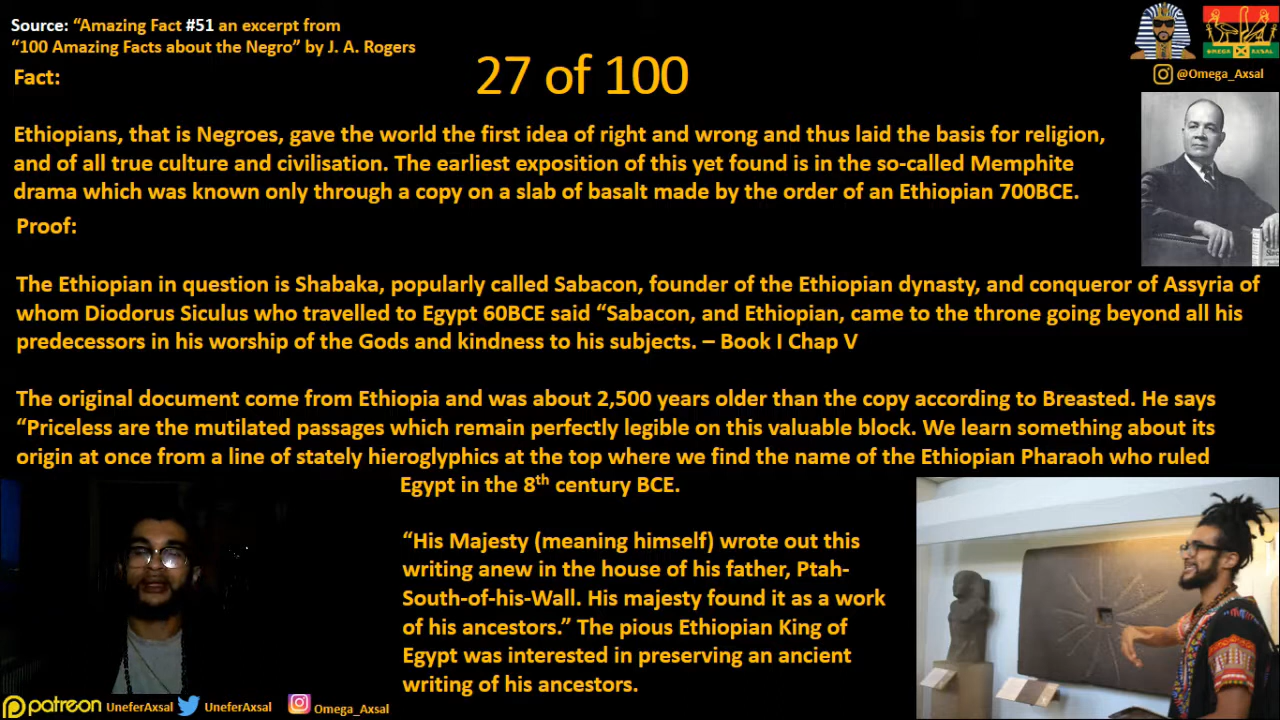 Source: “Amazing Fact #51 an excerpt from
“100 Amazing Facts about the Negro” by J. A. Rogers
Fact:
27 of 100
OMEGA AXSAL
@Omega_Axsal
Ethiopians, that is Negroes, gave the world the first idea of right and wrong and thus laid the basis for religion,
and of all true culture and civilisation. The earliest exposition of this yet found is in the so-called Memphite
drama which was known only through a copy on a slab of basalt made by the order of an Ethiopian 700BCE.
Proof:
The Ethiopian in question is Shabaka, popularly called Sabacon, founder of the Ethiopian dynasty, and conqueror of Assyria of
whom Diodorus Siculus who travelled to Egypt 60BCE said “Sabacon, and Ethiopian, came to the throne going beyond all his
predecessors in his worship of the Gods and kindness to his subjects. – Book I Chap V
The original document come from Ethiopia and was about 2,500 years older than the copy according to Breasted. He says
“Priceless are the mutilated passages which remain perfectly legible on this valuable block. We learn something about its
origin at once from a line of stately hieroglyphics at the top where we find the name of the Ethiopian Pharaoh who ruled
Egypt in the 8th century BCE.
“His Majesty (meaning himself) wrote out this
writing anew in the house of his father, Ptah-
South-of-his-Wall. His majesty found it as a work
of his ancestors.” The pious Ethiopian King of
Egypt was interested in preserving an ancient
writing of his ancestors.
patreon UneferAxsal UneferAxsal Omega_Axsal